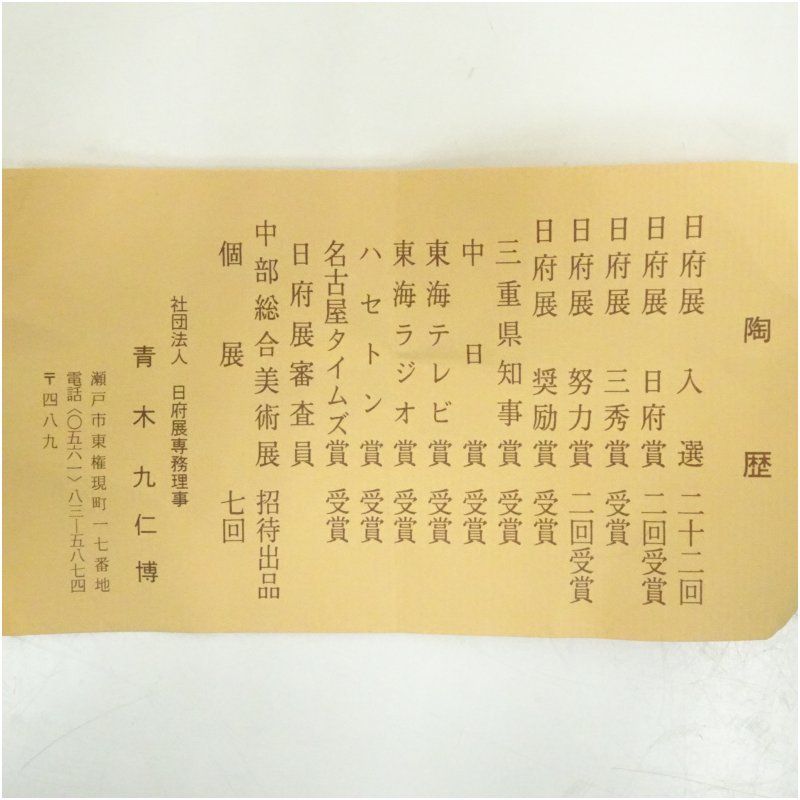 陶歴
日府展 入選 二十二回
日府展 日府賞 二回受賞
日府展 三秀賞 受賞
日府展 努力賞 二回受賞
日府展 奨励賞 受賞
三重県知事賞 受賞
中日賞 受賞
東海テレビ賞 受賞
東海ラジオ賞 受賞
ハセトン賞 受賞
名古屋タイムズ賞 受賞
日府展審査員
中部総合美術展 招待出品
個展 七回
社団法人 日府展専務理事
青木九仁博
瀬戸市東権現町一七番地
電話〈〇五六一〉八三―五八七四
〒四八九